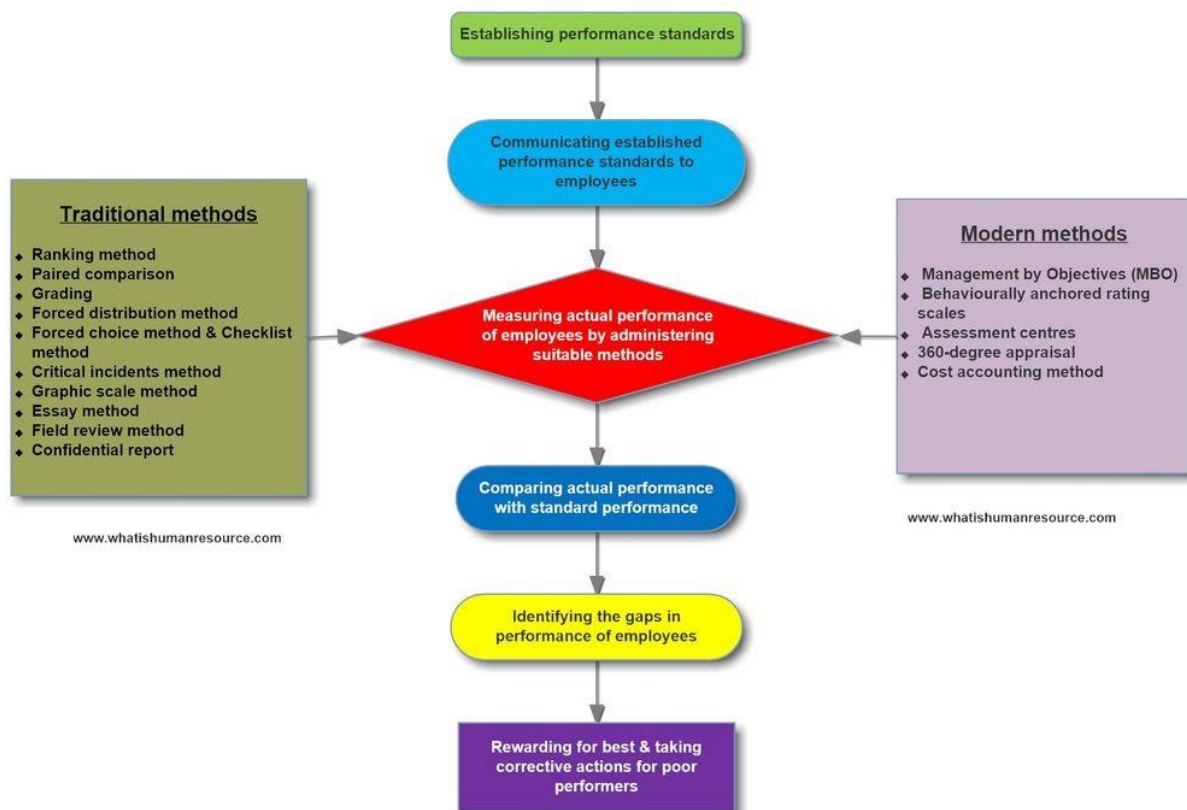 Establishing performance standards
Communicating established
performance standards to
employees
Traditional methods
◆ Ranking method
◆ Paired comparison
◆ Grading
◆ Forced distribution method
◆ Forced choice method & Checklist
method
◆ Critical incidents method
◆ Graphic scale method
◆ Essay method
◆ Field review method
◆ Confidential report
www.whatishumanresource.com
Measuring actual performance
of employees by administering
suitable methods
Modern methods
◆ Management by Objectives (MBO)
◆ Behaviourally anchored rating
scales
◆ Assessment centres
◆ 360-degree appraisal
◆ Cost accounting method
www.whatishumanresource.com
Comparing actual performance
with standard performance
Identifying the gaps in
performance of employees
Rewarding for best & taking
corrective actions for poor
performers